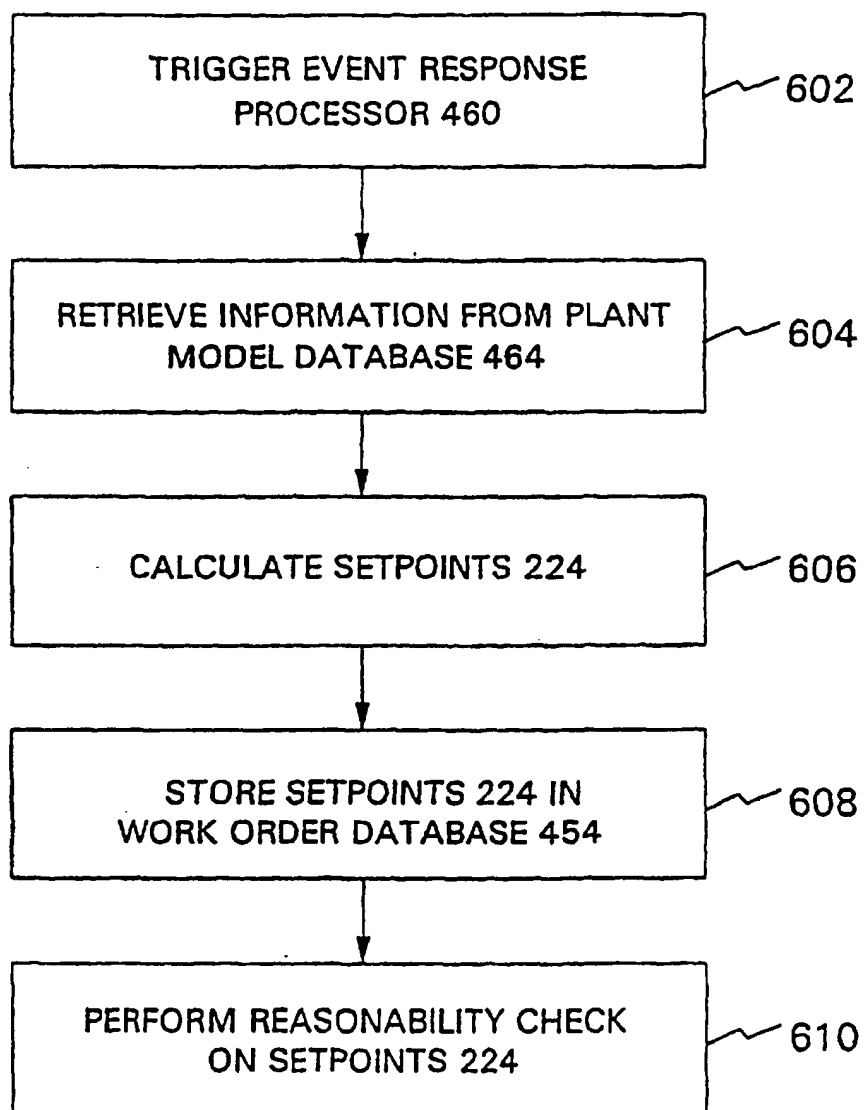 TRIGGER EVENT RESPONSE
PROCESSOR 460
602
RETRIEVE INFORMATION FROM PLANT
MODEL DATABASE 464
604
CALCULATE SETPOINTS 224
606
STORE SETPOINTS 224 IN
WORK ORDER DATABASE 454
608
PERFORM REASONABILITY CHECK
ON SETPOINTS 224
610